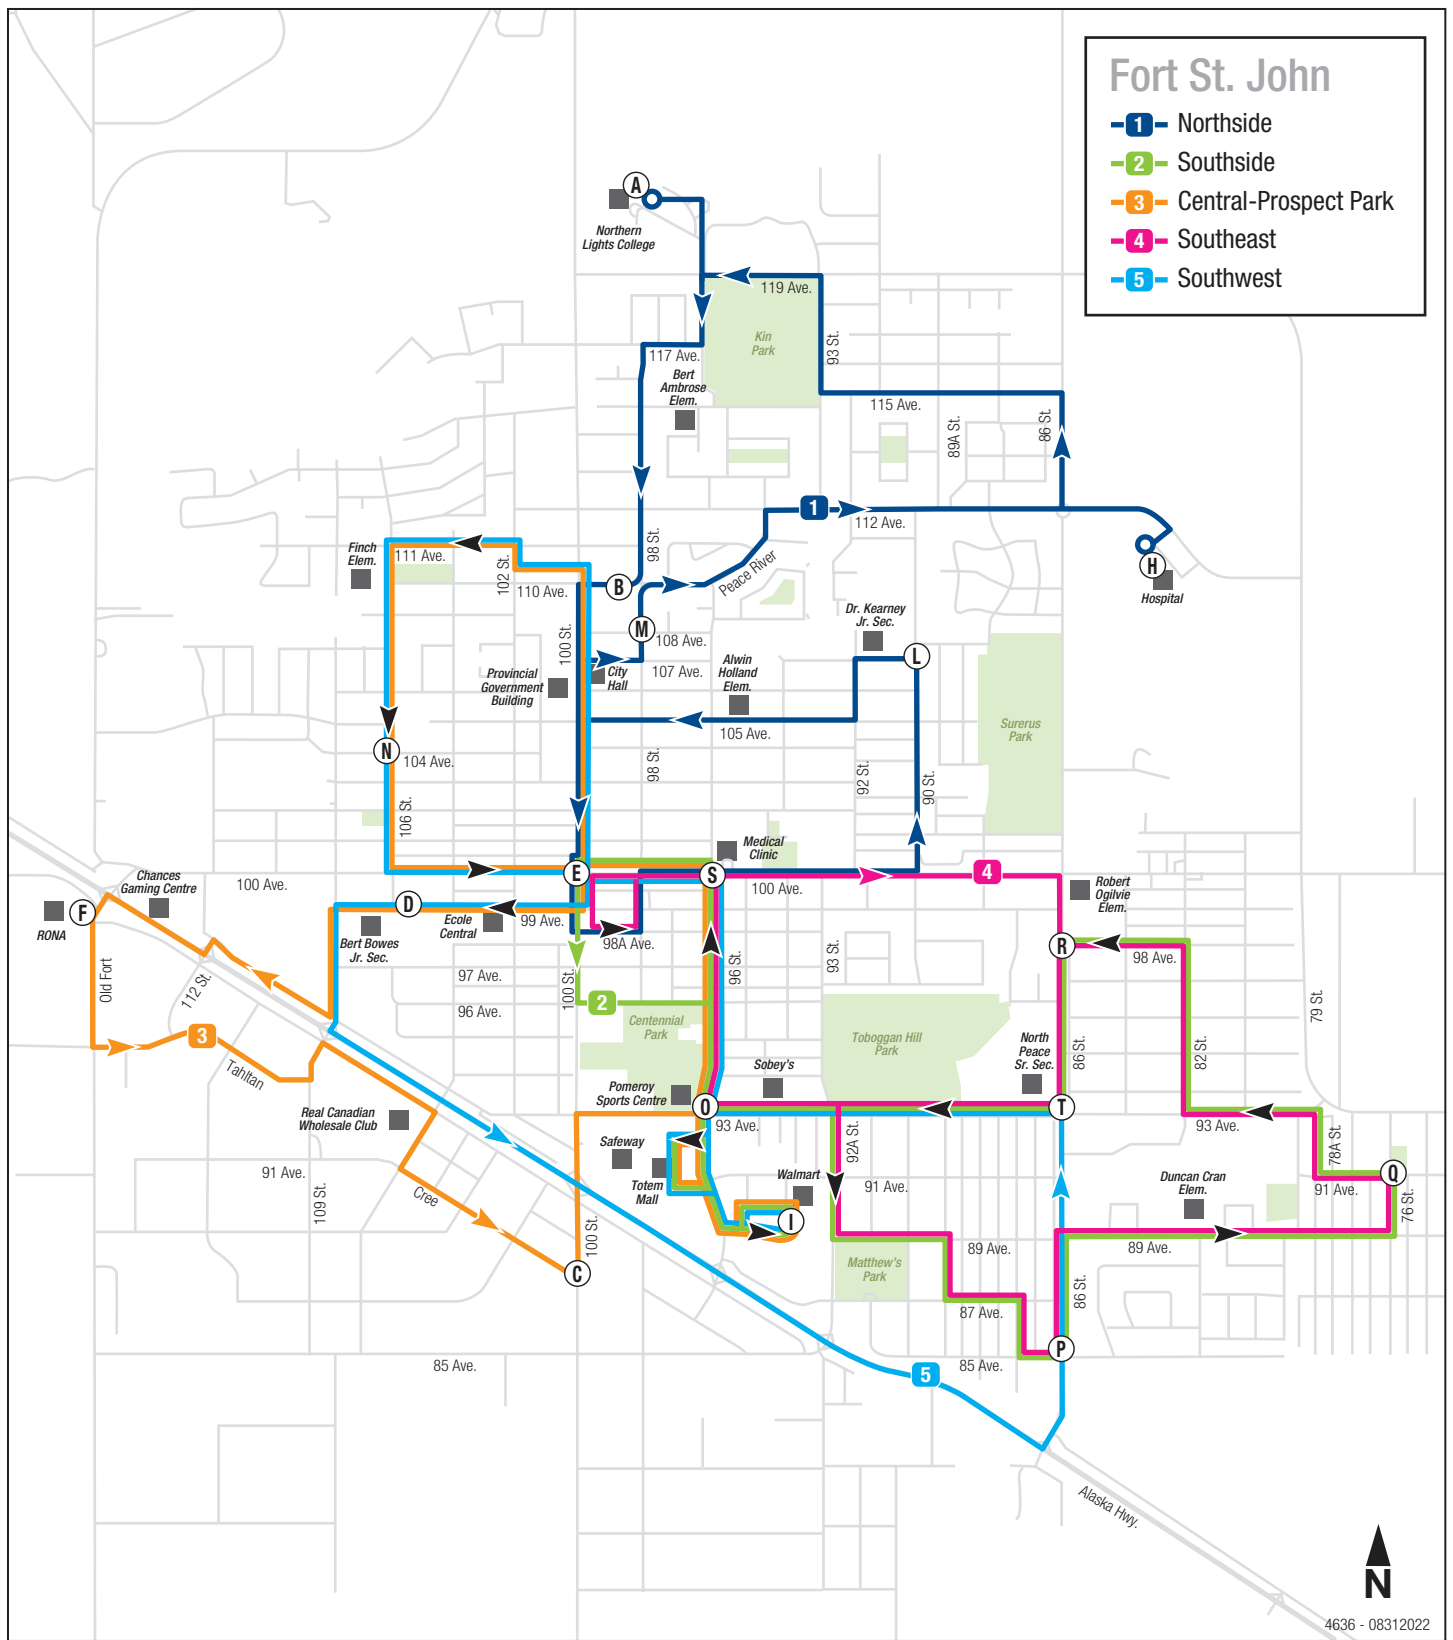 Fort St. John
1 Northside
2 Southside
3 Central-Prospect Park
4 Southeast
5 Southwest
A
Northern
Lights College
119 Ave.
Kin
Park
93 St.
117 Ave.
Bert
Ambrose
Elem.
115 Ave.
89A St.
86 St.
1
112 Ave.
98 St.
Peace River
H
Hospital
Finch
Elem.
111 Ave.
102 St.
110 Ave.
B
M
108 Ave.
100 St.
107 Ave.
City
Hall
Provincial
Government
Building
Alwin
Holland
Elem.
Dr. Kearney
Jr. Sec.
L
105 Ave.
Surerus
Park
N
104 Ave.
98 St.
92 St.
90 St.
106 St.
Medical
Clinic
E
S
100 Ave.
100 Ave.
4
Chances
Gaming Centre
F
RONA
D
Bert Bowes
Jr. Sec.
Ecole
Central
99 Ave.
98A Ave.
Robert
Ogilvie
Elem.
R
98 Ave.
Old Fort
112 St.
97 Ave.
96 Ave.
100 St.
2
96 St.
93 St.
Centennial
Park
Toboggan Hill
Park
North
Peace
Sr. Sec.
86 St.
82 St.
79 St.
3
Tahltan
Real Canadian
Wholesale Club
Pomeroy
Sports Centre
Sobey's
O
93 Ave.
T
93 Ave.
78A St.
Safeway
Totem
Mall
Walmart
I
92A St.
91 Ave.
91 Ave.
109 St.
Cree
C
100 St.
Duncan Cran
Elem.
91 Ave.
Q
76 St.
89 Ave.
89 Ave.
Matthew's
Park
87 Ave.
86 St.
P
85 Ave.
85 Ave.
5
Alaska Hwy.
N
4636 - 08312022